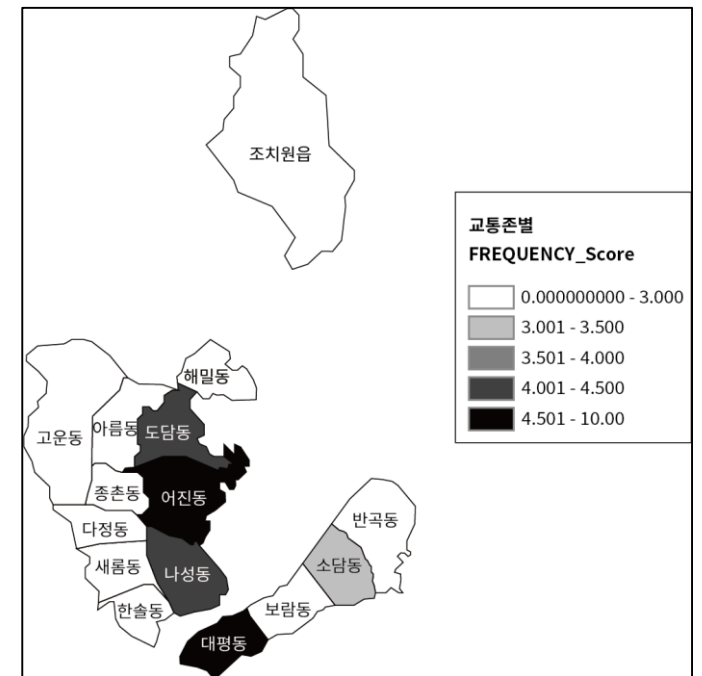 조치원읍
교통존별
FREQUENCY_Score
0.000000000 - 3.000
3.001 - 3.500
3.501 - 4.000
4.001 - 4.500
4.501 - 10.00
해밀동
고운동
아름동
도담동
종촌동
어진동
다정동
반곡동
새롬동
나성동
소담동
한솔동
보람동
대평동